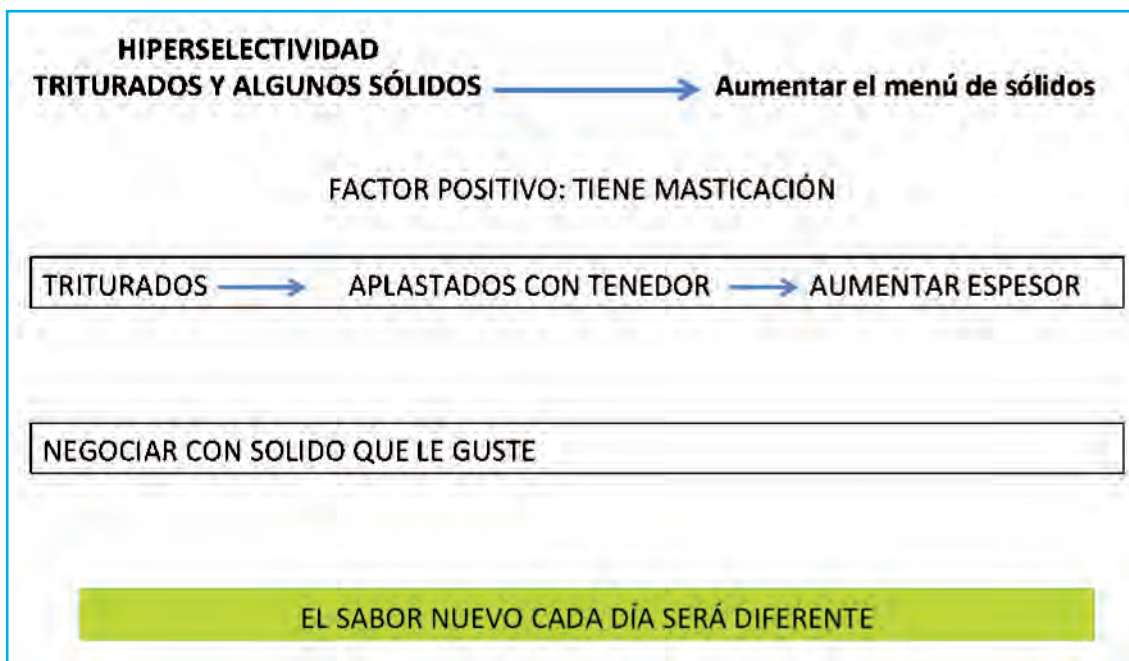 HIPERSELECTIVIDAD
TRITURADOS Y ALGUNOS SÓLIDOS Aumentar el menú de sólidos
FACTOR POSITIVO: TIENE MASTICACIÓN
TRITURADOS APLASTADOS CON TENEDOR AUMENTAR ESPESOR
NEGOCIAR CON SOLIDO QUE LE GUSTE
EL SABOR NUEVO CADA DÍA SERÁ DIFERENTE